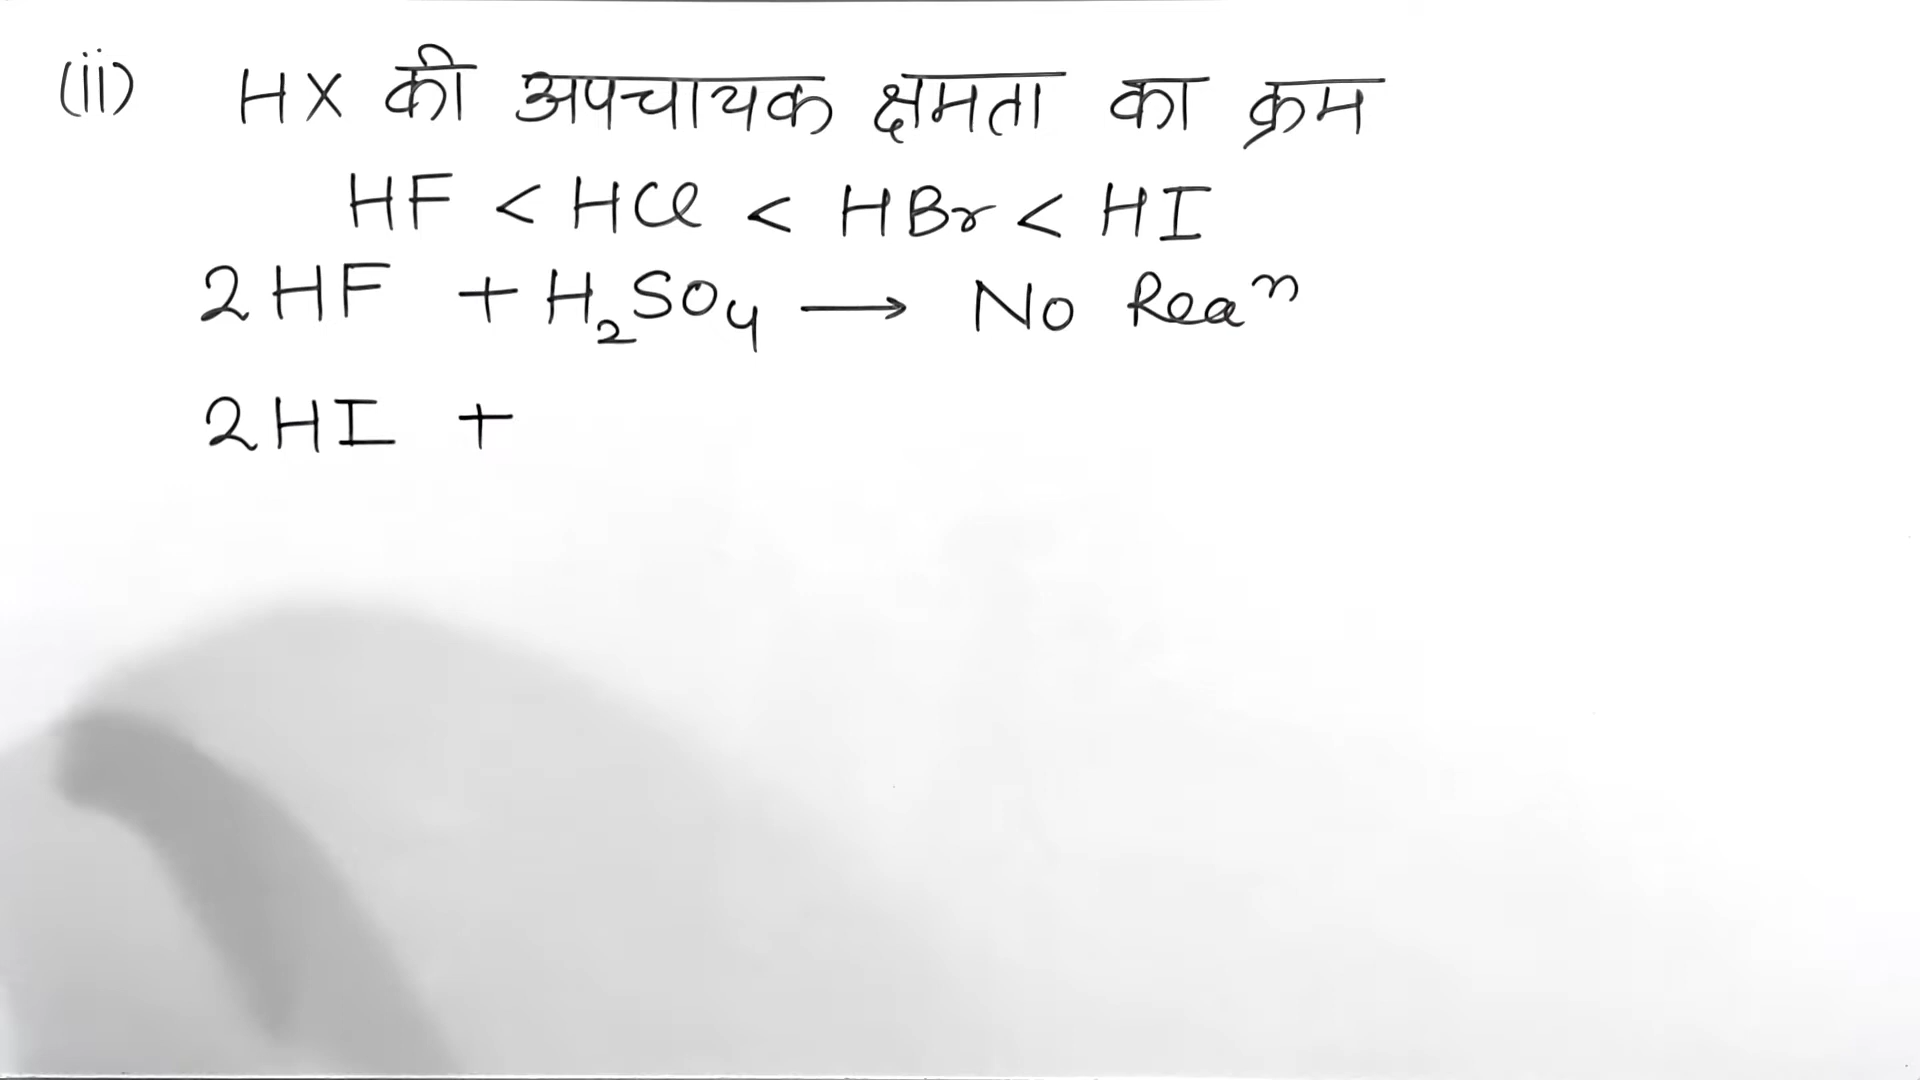 (ii) HX की अपचायक क्षमता का क्रम
HF < HCl < HBr < HI
2HF + H₂SO₄ ⟶ No Reaⁿ
2HI +